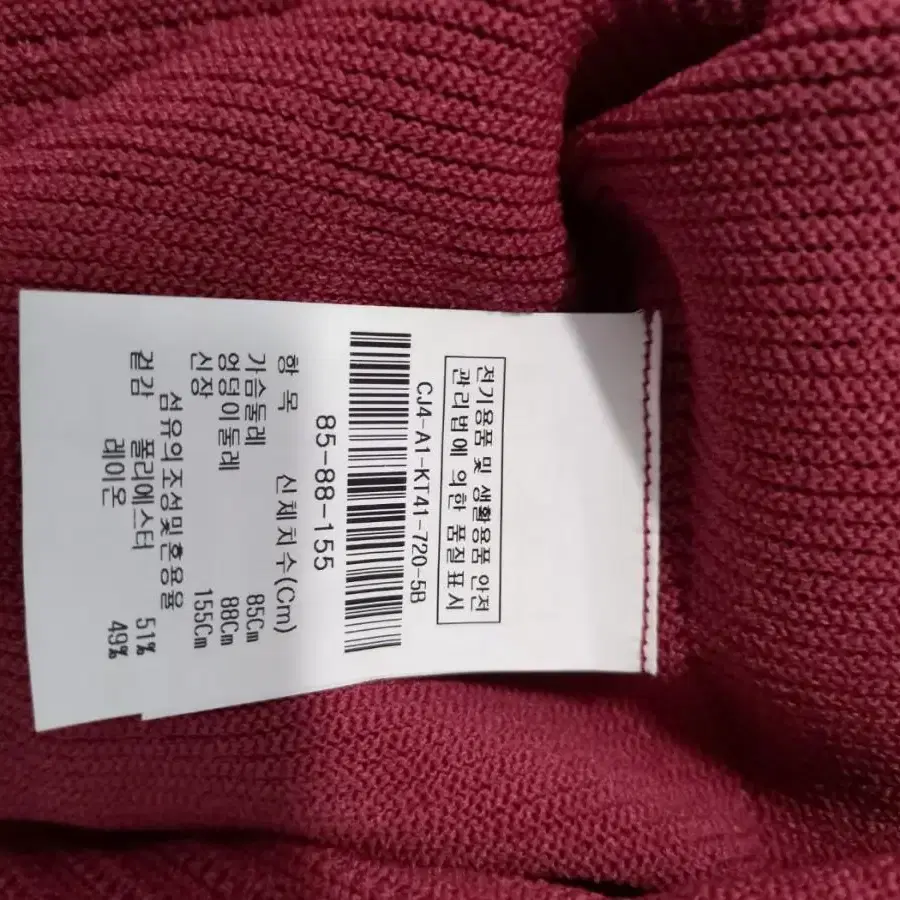 전기용품 및 생활용품 안전
관리법에 의한 품질표시
CJ4-A1-KT41-720-5B
85-88-155
항 목 신체치수(Cm)
가슴둘레 85Cm
엉덩이둘레 88Cm
신장 155Cm
섬유의조성및혼용율
겉감 폴리에스터 51%
레이온 49%